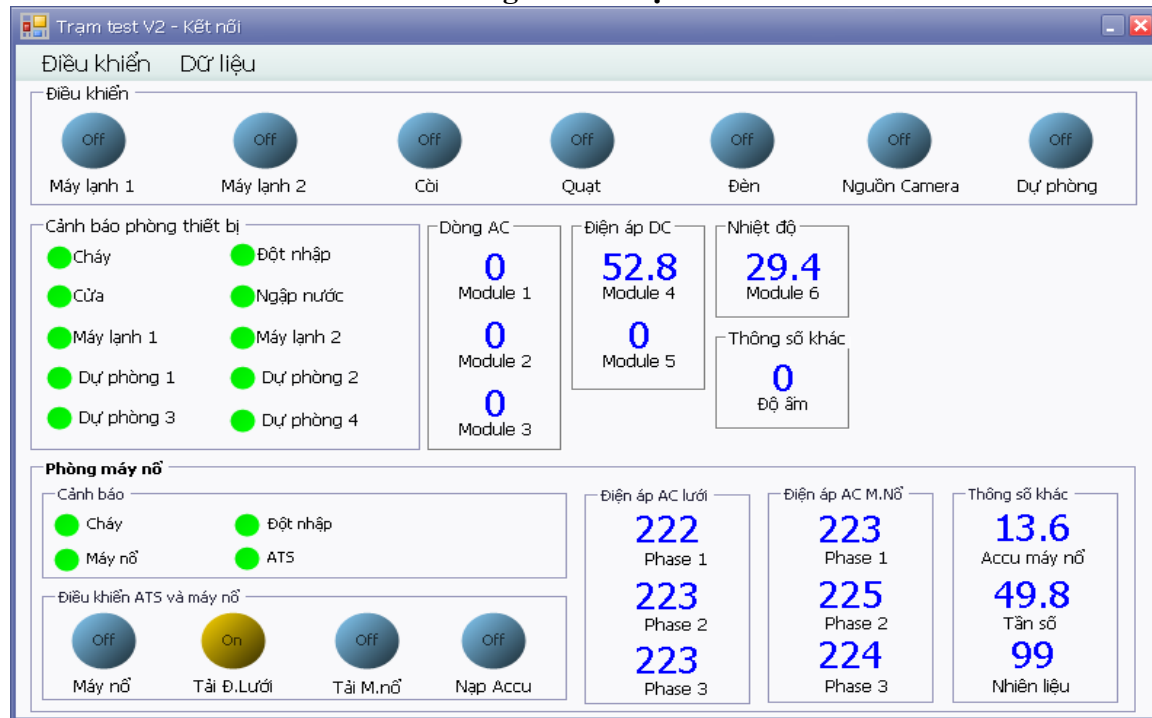 Trạm test V2 - Kết nối
Điều khiển Dữ liệu
Điều khiển
Off Off Off Off Off Off Off
Máy lạnh 1 Máy lạnh 2 Còi Quạt Đèn Nguồn Camera Dự phòng
Cảnh báo phòng thiết bị
Cháy Đột nhập
Cửa Ngập nước
Máy lạnh 1 Máy lạnh 2
Dự phòng 1 Dự phòng 2
Dự phòng 3 Dự phòng 4
Dòng AC
0
Module 1
0
Module 2
0
Module 3
Điện áp DC
52.8
Module 4
0
Module 5
Nhiệt độ
29.4
Module 6
Thông số khác
0
Độ ẩm
Phòng máy nổ
Cảnh báo
Cháy Đột nhập
Máy nổ ATS
Điều khiển ATS và máy nổ
Off On Off Off
Máy nổ Tải Đ.Lưới Tải M.nổ Nạp Accu
Điện áp AC lưới
222
Phase 1
223
Phase 2
223
Phase 3
Điện áp AC M.Nổ
223
Phase 1
225
Phase 2
224
Phase 3
Thông số khác
13.6
Accu máy nổ
49.8
Tần số
99
Nhiên liệu